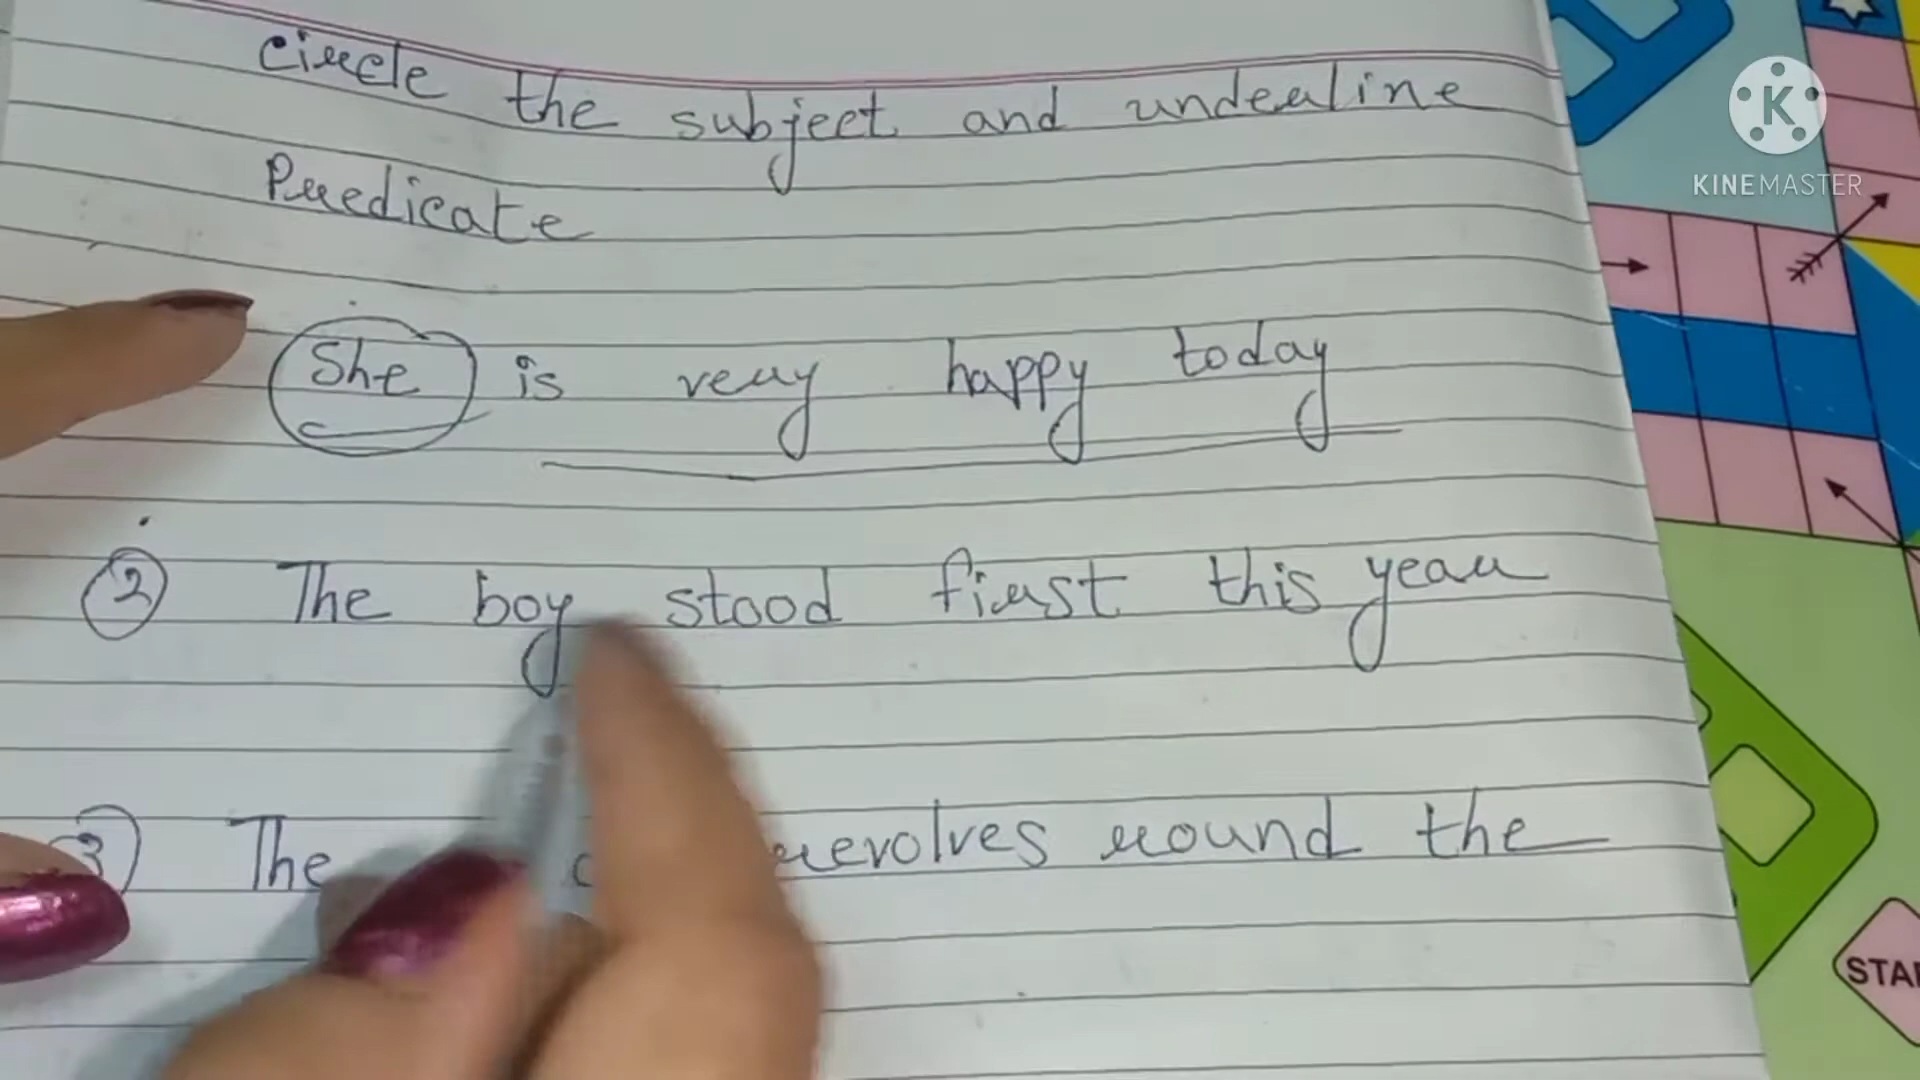 Circle the subject and underline
Predicate
She is very happy today
2 The boy stood first this year
3 The revolves round the
KINEMASTER
STAR